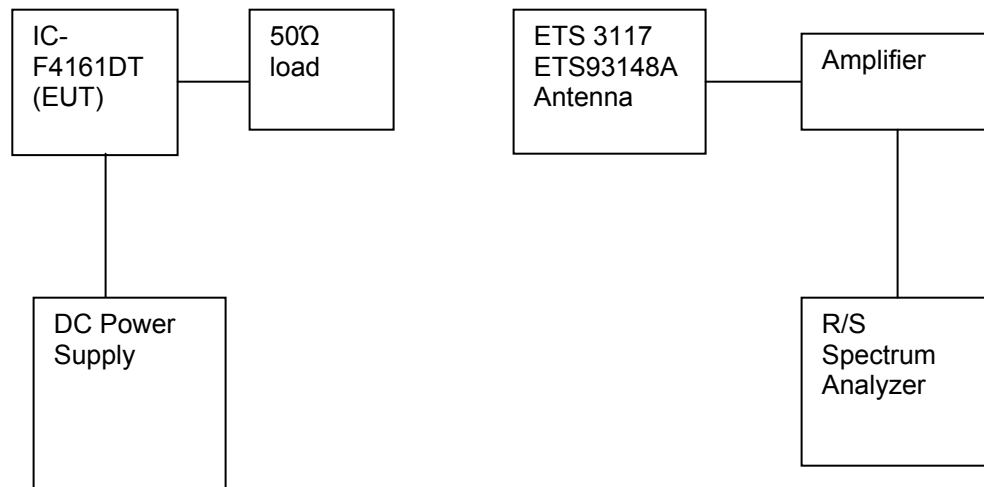 IC-
F4161DT
(EUT)
50Ω
load
ETS 3117
ETS93148A
Antenna
Amplifier
DC Power
Supply
R/S
Spectrum
Analyzer